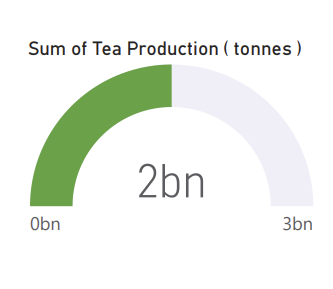 Sum of Tea Production ( tonnes )
2bn
0bn 3bn